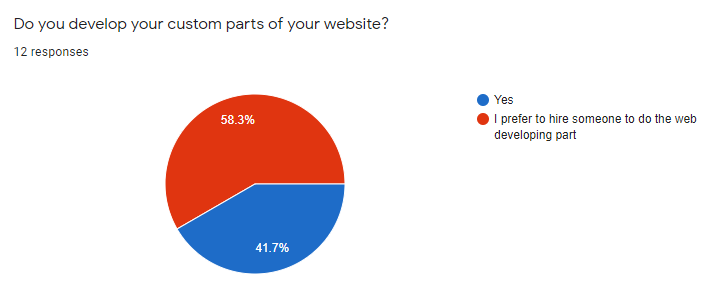 Do you develop your custom parts of your website?
12 responses
Yes
I prefer to hire someone to do the web
developing part
58.3%
41.7%